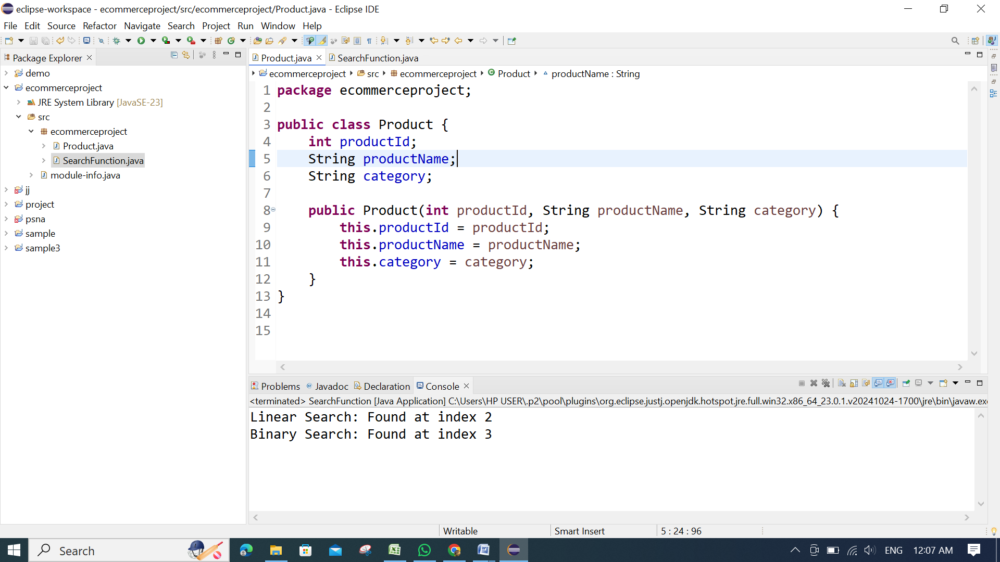 eclipse-workspace - ecommerceproject/src/ecommerceproject/Product.java - Eclipse IDE
File Edit Source Refactor Navigate Search Project Run Window Help
Package Explorer
demo
ecommerceproject
JRE System Library [JavaSE-23]
src
ecommerceproject
Product.java
SearchFunction.java
module-info.java
jj
project
psna
sample
sample3
Product.java SearchFunction.java
ecommerceproject src ecommerceproject Product productName : String
1 package ecommerceproject;
2
3 public class Product {
4 int productId;
5 String productName;
6 String category;
7
8 public Product(int productId, String productName, String category) {
9 this.productId = productId;
10 this.productName = productName;
11 this.category = category;
12 }
13 }
14
15
Problems Javadoc Declaration Console
<terminated> SearchFunction [Java Application] C:\Users\HP USER\.p2\pool\plugins\org.eclipse.justj.openjdk.hotspot.jre.full.win32.x86_64_23.0.1.v20241024-1700\jre\bin\javaw.exe
Linear Search: Found at index 2
Binary Search: Found at index 3
Writable Smart Insert 5 : 24 : 96
Search ENG 12:07 AM